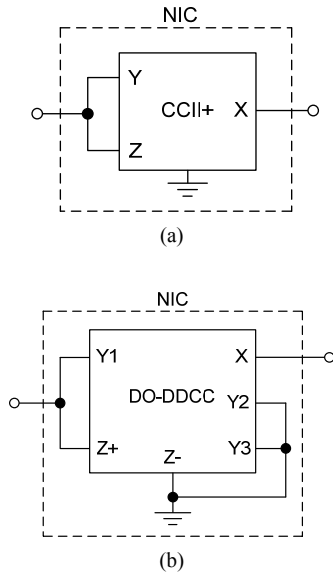 NIC
Y
CCII+ X
Z
(a)
NIC
Y1 X
DO-DDCC Y2
Z+ Y3
Z-
(b)